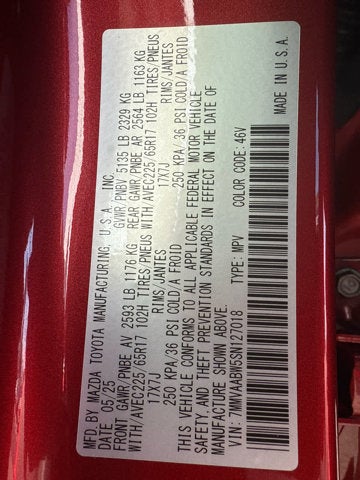 MFD.BY MAZDA TOYOTA MANUFACTURING, U.S.A., INC.
DATE: 05/25 GVWR/PNBV 5135 LB 2329 KG
FRONT GAWR/PNBE AV 2593 LB 1176 KG REAR GAWR/PNBE AR 2564 LB 1163 KG
WITH/AVEC225/65R17 102H TIRES/PNEUS WITH/AVEC225/65R17 102H TIRES/PNEUS
17X7J RIMS/JANTES 17X7J RIMS/JANTES
250 KPA/36 PSI COLD/A FROID 250 KPA/36 PSI COLD/A FROID
THIS VEHICLE CONFORMS TO ALL APPLICABLE FEDERAL MOTOR VEHICLE
SAFETY AND THEFT PREVENTION STANDARDS IN EFFECT ON THE DATE OF
MANUFACTURE SHOWN ABOVE.
VIN: 7MMVAABW5SN127018 TYPE: MPV COLOR CODE: 46V
MADE IN U.S.A.